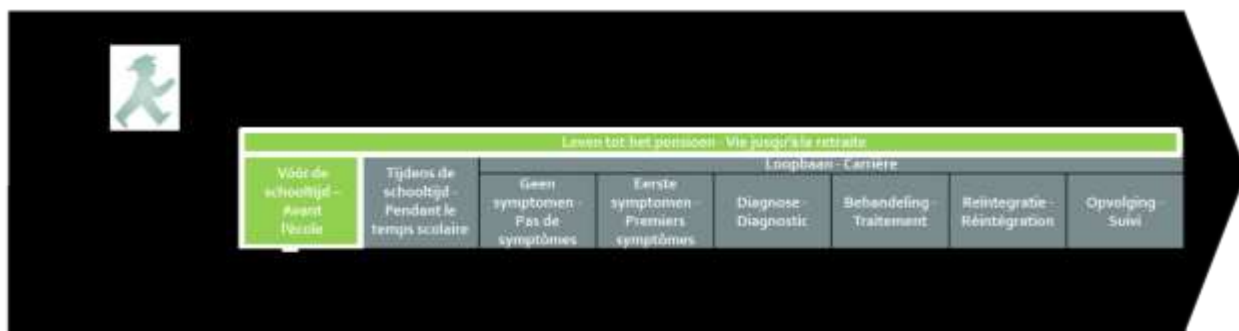 Leven tot het pensioen - Vie jusqu'à la retraite
Loopbaan - Carrière
Vóór de
schooltijd –
Avant
l'école
Tijdens de
schooltijd -
Pendant le
temps scolaire
Geen
symptomen -
Pas de
symptômes
Eerste
symptomen -
Premiers
symptômes
Diagnose -
Diagnostic
Behandeling -
Traitement
Reïntegratie -
Réintégration
Opvolging -
Suivi